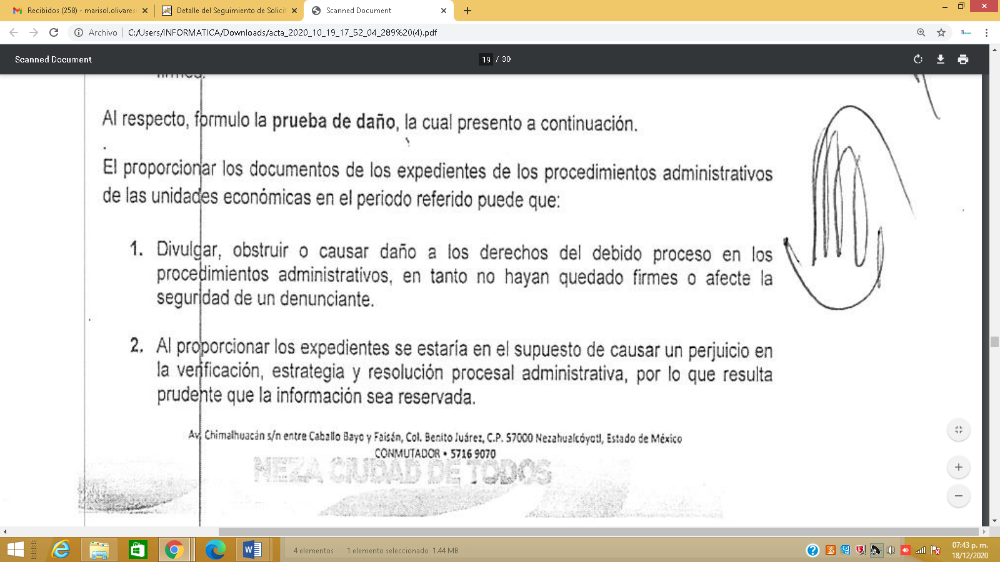 Recibidos (258) - marisol.olivares
Detalle del Seguimiento de Solici
Scanned Document
Archivo
C:/Users/INFORMATICA/Downloads/acta_2020_10_19_17_52_04_289%20(4).pdf
Scanned Document
19 / 30
Al respecto, formulo la prueba de daño, la cual presento a continuación.
El proporcionar los documentos de los expedientes de los procedimientos administrativos
de las unidades económicas en el periodo referido puede que:
1. Divulgar, obstruir o causar daño a los derechos del debido proceso en los
procedimientos administrativos, en tanto no hayan quedado firmes o afecte la
seguridad de un denunciante.
2. Al proporcionar los expedientes se estaría en el supuesto de causar un perjuicio en
la verificación, estrategia y resolución procesal administrativa, por lo que resulta
prudente que la información sea reservada.
Av. Chimalhuacán s/n entre Caballo Bayo y Faisán, Col. Benito Juárez, C.P. 57000 Nezahualcóyotl, Estado de México
CONMUTADOR • 5716 9070
NEZA CIUDAD DE TODOS
4 elementos 1 elemento seleccionado 1.44 MB
07:43 p. m.
18/12/2020